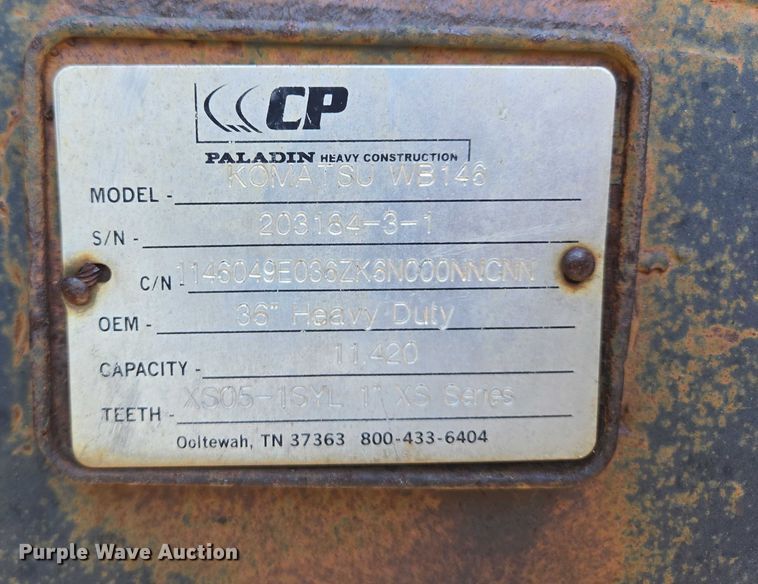 CP
PALADIN HEAVY CONSTRUCTION
MODEL - KOMATSU WB146
S/N - 203184-3-1
C/N - 1146049E036ZK6N000NNCNN
OEM - 36" Heavy Duty
CAPACITY - 11.420
TEETH - XS05-1SYL 1" XS Series
Ooltewah, TN 37363 800-433-6404
Purple Wave Auction